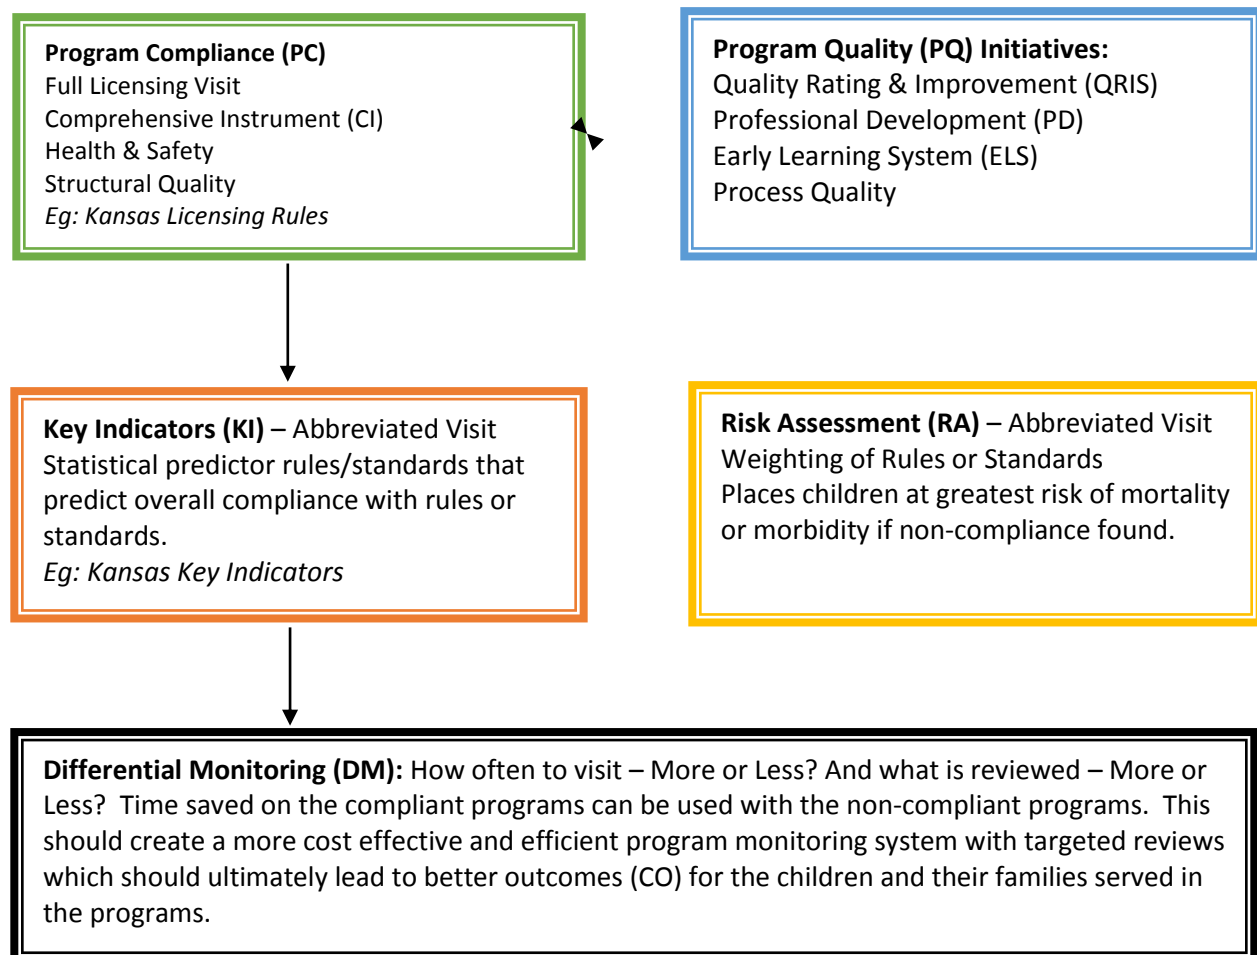 Program Compliance (PC)
Full Licensing Visit
Comprehensive Instrument (CI)
Health & Safety
Structural Quality
Eg: Kansas Licensing Rules
Program Quality (PQ) Initiatives:
Quality Rating & Improvement (QRIS)
Professional Development (PD)
Early Learning System (ELS)
Process Quality
Key Indicators (KI) – Abbreviated Visit
Statistical predictor rules/standards that
predict overall compliance with rules or
standards.
Eg: Kansas Key Indicators
Risk Assessment (RA) – Abbreviated Visit
Weighting of Rules or Standards
Places children at greatest risk of mortality
or morbidity if non-compliance found.
Differential Monitoring (DM): How often to visit – More or Less? And what is reviewed – More or
Less? Time saved on the compliant programs can be used with the non-compliant programs. This
should create a more cost effective and efficient program monitoring system with targeted reviews
which should ultimately lead to better outcomes (CO) for the children and their families served in
the programs.